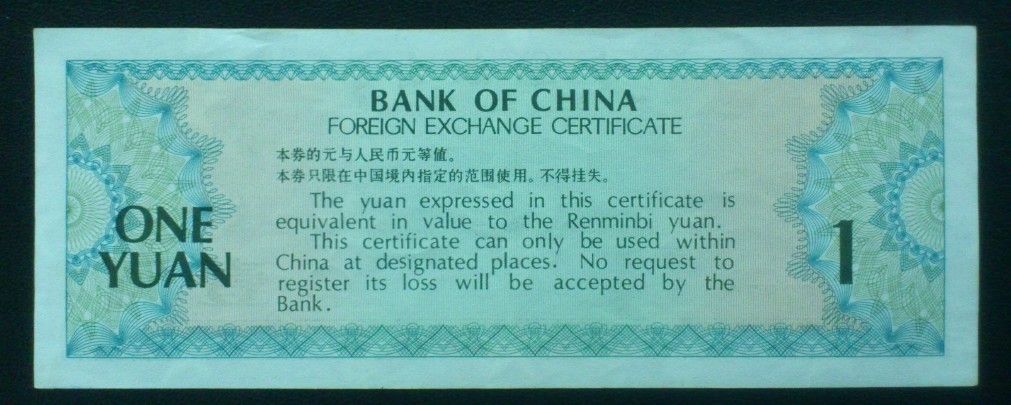 BANK OF CHINA
FOREIGN EXCHANGE CERTIFICATE
本券的元与人民币元等值。
本券只限在中国境内指定的范围使用。不得挂失。
The yuan expressed in this certificate is
equivalent in value to the Renminbi yuan.
This certificate can only be used within
China at designated places. No request to
register its loss will be accepted by the
Bank.
ONE
YUAN
1